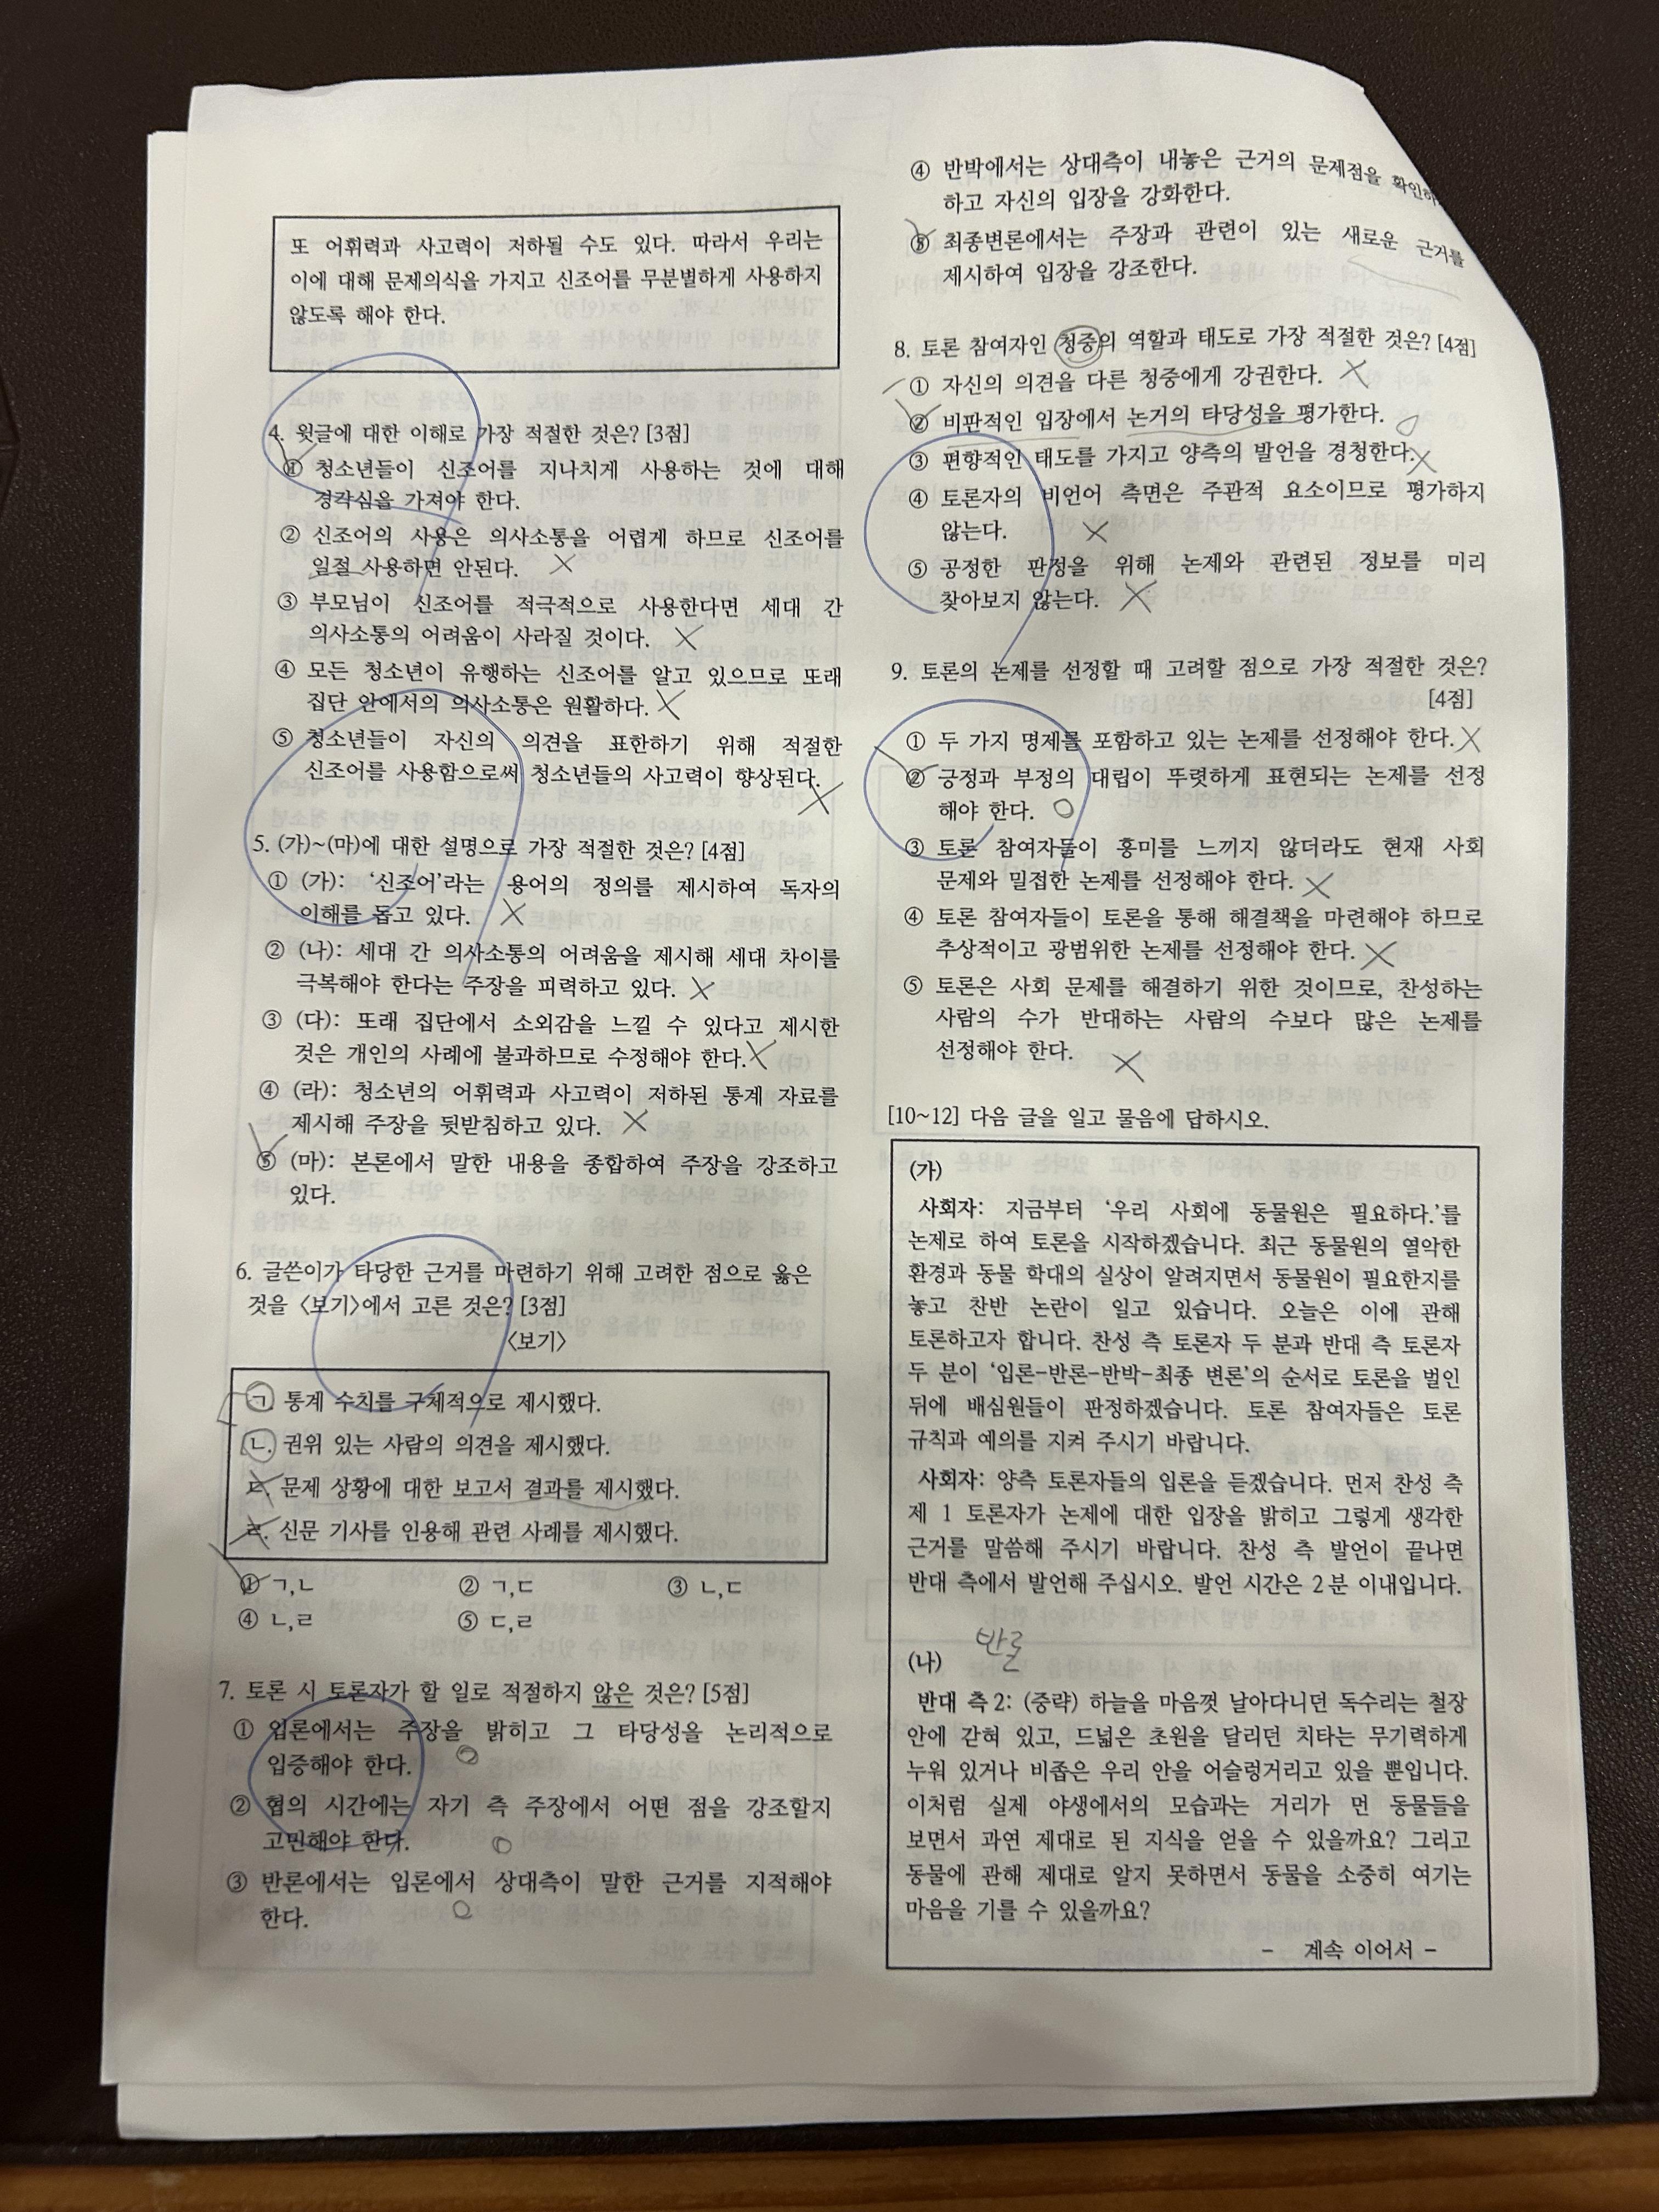 또 어휘력과 사고력이 저하될 수도 있다. 따라서 우리는
이에 대해 문제의식을 가지고 신조어를 무분별하게 사용하지
않도록 해야 한다.
4. 윗글에 대한 이해로 가장 적절한 것은? [3점]
① 청소년들이 신조어를 지나치게 사용하는 것에 대해
경각심을 가져야 한다.
② 신조어의 사용은 의사소통을 어렵게 하므로 신조어를
일절 사용하면 안된다.
③ 부모님이 신조어를 적극적으로 사용한다면 세대 간
의사소통의 어려움이 사라질 것이다.
④ 모든 청소년이 유행하는 신조어를 알고 있으므로 또래
집단 안에서의 의사소통은 원활하다.
⑤ 청소년들이 자신의 의견을 표한하기 위해 적절한
신조어를 사용함으로써 청소년들의 사고력이 향상된다.
5. (가)~(마)에 대한 설명으로 가장 적절한 것은? [4점]
① (가): ‘신조어’라는 용어의 정의를 제시하여 독자의
이해를 돕고 있다.
② (나): 세대 간 의사소통의 어려움을 제시해 세대 차이를
극복해야 한다는 주장을 피력하고 있다.
③ (다): 또래 집단에서 소외감을 느낄 수 있다고 제시한
것은 개인의 사례에 불과하므로 수정해야 한다.
④ (라): 청소년의 어휘력과 사고력이 저하된 통계 자료를
제시해 주장을 뒷받침하고 있다.
⑤ (마): 본론에서 말한 내용을 종합하여 주장을 강조하고
있다.
6. 글쓴이가 타당한 근거를 마련하기 위해 고려한 점으로 옳은
것을 <보기>에서 고른 것은? [3점]
<보기>
ㄱ. 통계 수치를 구체적으로 제시했다.
ㄴ. 권위 있는 사람의 의견을 제시했다.
ㄷ. 문제 상황에 대한 보고서 결과를 제시했다.
ㄹ. 신문 기사를 인용해 관련 사례를 제시했다.
① ㄱ,ㄴ ② ㄱ,ㄷ ③ ㄴ,ㄷ
④ ㄴ,ㄹ ⑤ ㄷ,ㄹ
7. 토론 시 토론자가 할 일로 적절하지 않은 것은? [5점]
① 입론에서는 주장을 밝히고 그 타당성을 논리적으로
입증해야 한다.
② 협의 시간에는 자기 측 주장에서 어떤 점을 강조할지
고민해야 한다.
③ 반론에서는 입론에서 상대측이 말한 근거를 지적해야
한다.
④ 반박에서는 상대측이 내놓은 근거의 문제점을 확인하
하고 자신의 입장을 강화한다.
⑤ 최종변론에서는 주장과 관련이 있는 새로운 근거를
제시하여 입장을 강조한다.
8. 토론 참여자인 청중의 역할과 태도로 가장 적절한 것은? [4점]
① 자신의 의견을 다른 청중에게 강권한다.
② 비판적인 입장에서 논거의 타당성을 평가한다.
③ 편향적인 태도를 가지고 양측의 발언을 경청한다.
④ 토론자의 비언어 측면은 주관적 요소이므로 평가하지
않는다.
⑤ 공정한 판정을 위해 논제와 관련된 정보를 미리
찾아보지 않는다.
9. 토론의 논제를 선정할 때 고려할 점으로 가장 적절한 것은?
[4점]
① 두 가지 명제를 포함하고 있는 논제를 선정해야 한다.
② 긍정과 부정의 대립이 뚜렷하게 표현되는 논제를 선정
해야 한다.
③ 토론 참여자들이 흥미를 느끼지 않더라도 현재 사회
문제와 밀접한 논제를 선정해야 한다.
④ 토론 참여자들이 토론을 통해 해결책을 마련해야 하므로
추상적이고 광범위한 논제를 선정해야 한다.
⑤ 토론은 사회 문제를 해결하기 위한 것이므로, 찬성하는
사람의 수가 반대하는 사람의 수보다 많은 논제를
선정해야 한다.
[10~12] 다음 글을 일고 물음에 답하시오.
(가)
사회자: 지금부터 ‘우리 사회에 동물원은 필요하다.’를
논제로 하여 토론을 시작하겠습니다. 최근 동물원의 열악한
환경과 동물 학대의 실상이 알려지면서 동물원이 필요한지를
놓고 찬반 논란이 일고 있습니다. 오늘은 이에 관해
토론하고자 합니다. 찬성 측 토론자 두 분과 반대 측 토론자
두 분이 ‘입론-반론-반박-최종 변론’의 순서로 토론을 벌인
뒤에 배심원들이 판정하겠습니다. 토론 참여자들은 토론
규칙과 예의를 지켜 주시기 바랍니다.
사회자: 양측 토론자들의 입론을 듣겠습니다. 먼저 찬성 측
제 1 토론자가 논제에 대한 입장을 밝히고 그렇게 생각한
근거를 말씀해 주시기 바랍니다. 찬성 측 발언이 끝나면
반대 측에서 발언해 주십시오. 발언 시간은 2분 이내입니다.
반론
(나)
반대 측 2: (중략) 하늘을 마음껏 날아다니던 독수리는 철장
안에 갇혀 있고, 드넓은 초원을 달리던 치타는 무기력하게
누워 있거나 비좁은 우리 안을 어슬렁거리고 있을 뿐입니다.
이처럼 실제 야생에서의 모습과는 거리가 먼 동물들을
보면서 과연 제대로 된 지식을 얻을 수 있을까요? 그리고
동물에 관해 제대로 알지 못하면서 동물을 소중히 여기는
마음을 기를 수 있을까요?
- 계속 이어서 -